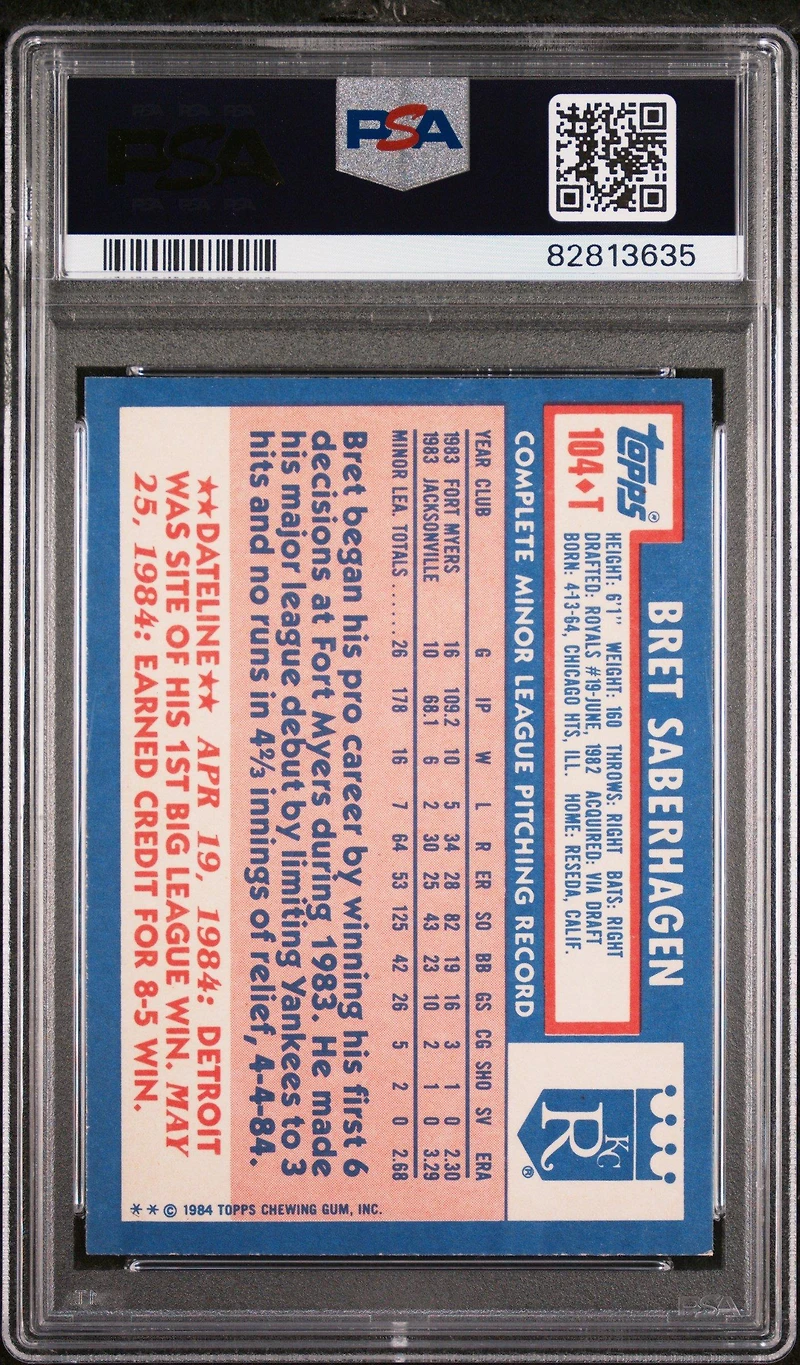 PSA
PSA PSA PSA
PSA
PSA PSA PSA
82813635
topps®
104♦T
BRET SABERHAGEN
HEIGHT: 6'1" WEIGHT: 160 THROWS: RIGHT BATS: RIGHT
DRAFTED: ROYALS #19-JUNE, 1982 ACQUIRED: VIA DRAFT
BORN: 4-13-64, CHICAGO HTS, ILL. HOME: RESEDA, CALIF.
KC
R
®
COMPLETE MINOR LEAGUE PITCHING RECORD
YEAR CLUB G IP W L R ER SO BB GS CG SHO SV ERA
1983 FORT MYERS 16 109.2 10 5 34 28 82 19 16 3 1 0 2.30
1983 JACKSONVILLE 10 68.1 6 2 30 25 43 23 10 2 1 0 3.29
MINOR LEA. TOTALS.......26 178 16 7 64 53 125 42 26 5 2 0 2.68
Bret began his pro career by winning his first 6
decisions at Fort Myers during 1983. He made
his major league debut by limiting Yankees to 3
hits and no runs in 4⅔ innings of relief, 4-4-84.
★★DATELINE★★ APR 19, 1984: DETROIT
WAS SITE OF HIS 1ST BIG LEAGUE WIN. MAY
25, 1984: EARNED CREDIT FOR 8-5 WIN.
** © 1984 TOPPS CHEWING GUM, INC.
PSA